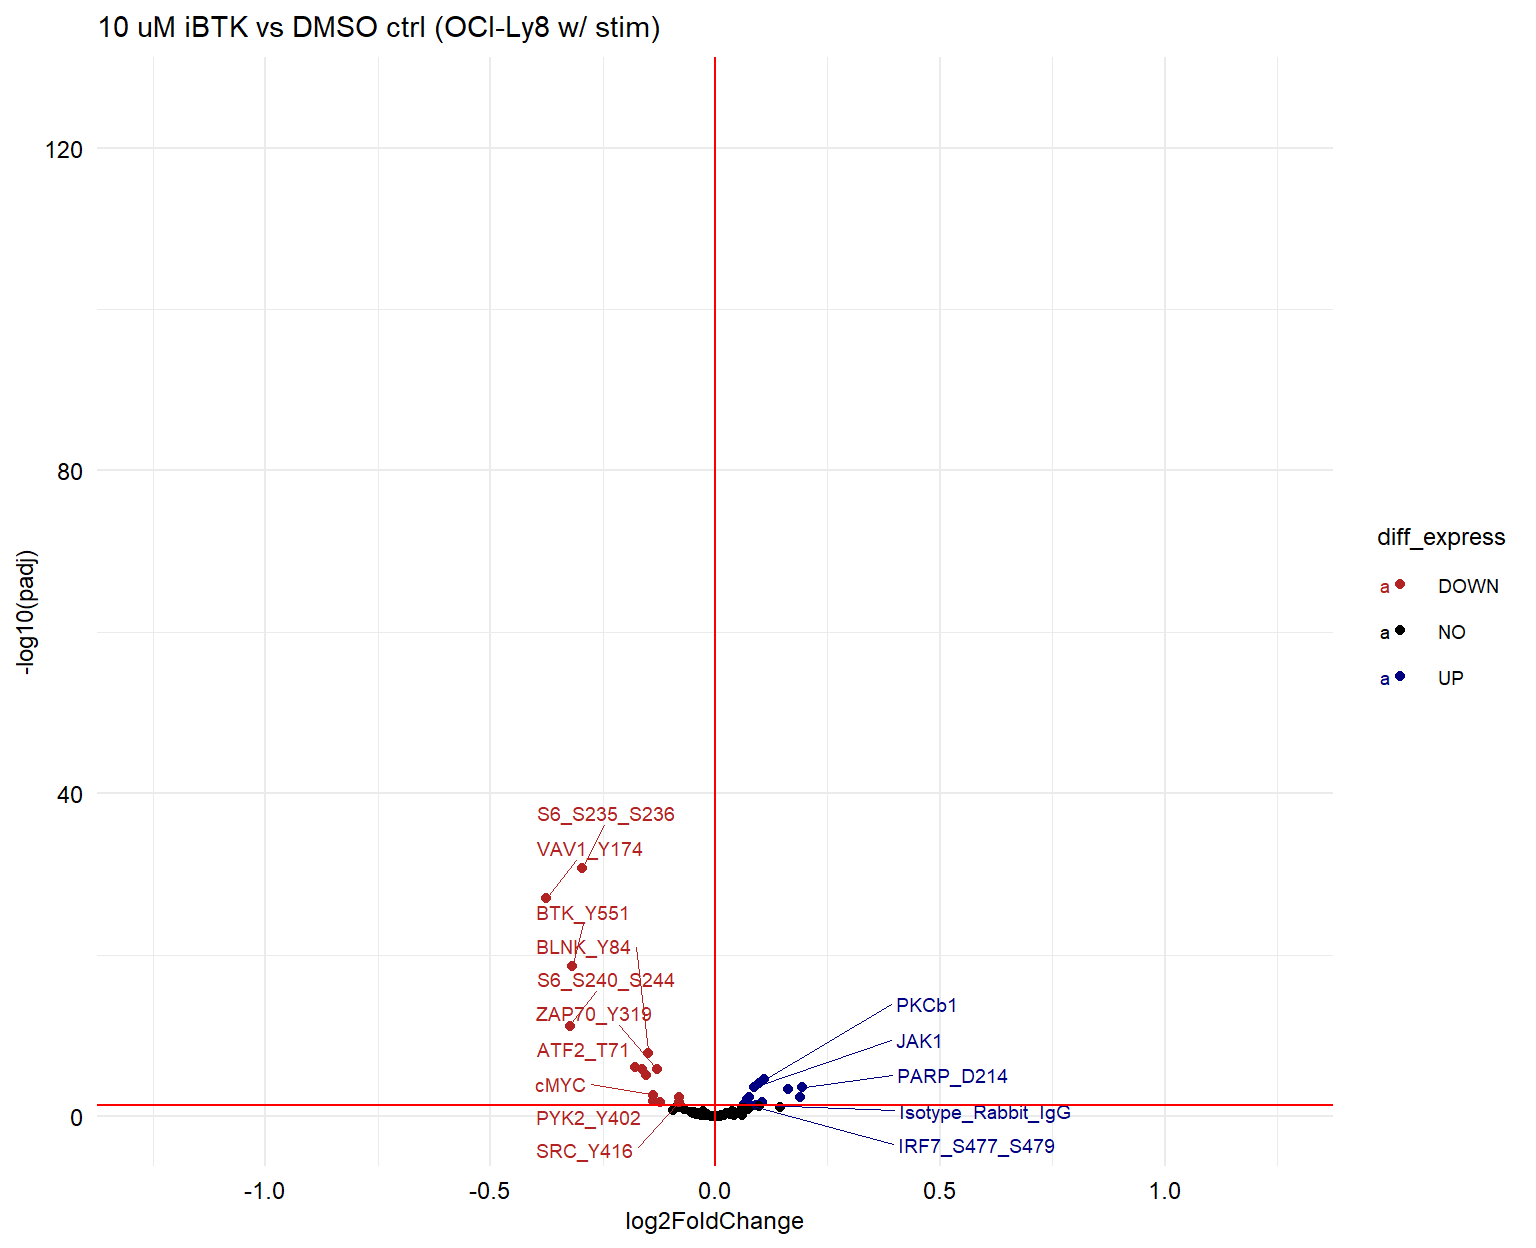 10 uM iBTK vs DMSO ctrl (OCI-Ly8 w/ stim)
120
80
40
0
-log10(padj)
S6_S235_S236
VAV1_Y174
BTK_Y551
BLNK_Y84
S6_S240_S244
ZAP70_Y319
ATF2_T71
cMYC
PYK2_Y402
SRC_Y416
PKCb1
JAK1
PARP_D214
Isotype_Rabbit_IgG
IRF7_S477_S479
-1.0
-0.5
0.0
0.5
1.0
log2FoldChange
diff_express
a DOWN
a NO
a UP